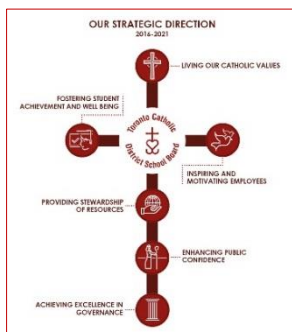 OUR STRATEGIC DIRECTION
2016-2021
LIVING OUR CATHOLIC VALUES
FOSTERING STUDENT
ACHIEVEMENT AND WELL BEING
Toronto Catholic
District School Board
INSPIRING AND
MOTIVATING EMPLOYEES
PROVIDING STEWARDSHIP
OF RESOURCES
ENHANCING PUBLIC
CONFIDENCE
ACHIEVING EXCELLENCE IN
GOVERNANCE